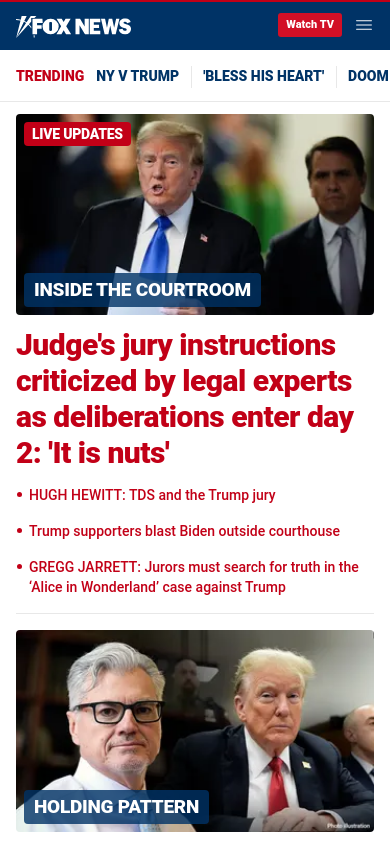 FOX NEWS
Watch TV
TRENDING NY V TRUMP 'BLESS HIS HEART' DOOM
LIVE UPDATES
INSIDE THE COURTROOM
Judge's jury instructions
criticized by legal experts
as deliberations enter day
2: 'It is nuts'
• HUGH HEWITT: TDS and the Trump jury
• Trump supporters blast Biden outside courthouse
• GREGG JARRETT: Jurors must search for truth in the
‘Alice in Wonderland’ case against Trump
HOLDING PATTERN
Photo Illustration